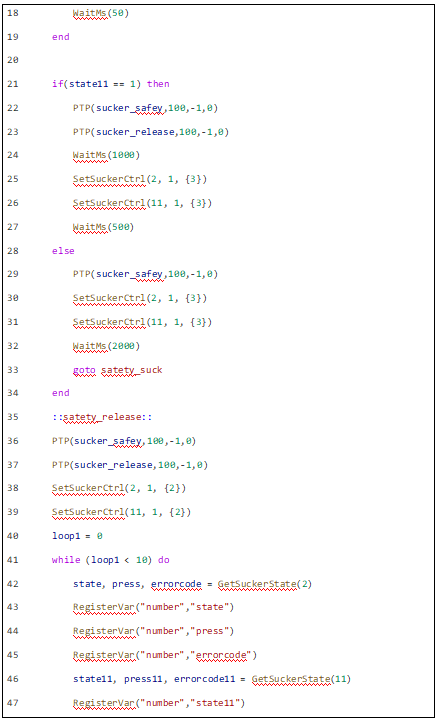 18 WaitMs(50)
19 end
20
21 if(state11 == 1) then
22 PTP(sucker_safey,100,-1,0)
23 PTP(sucker_release,100,-1,0)
24 WaitMs(1000)
25 SetSuckerCtrl(2, 1, {3})
26 SetSuckerCtrl(11, 1, {3})
27 WaitMs(500)
28 else
29 PTP(sucker_safey,100,-1,0)
30 SetSuckerCtrl(2, 1, {3})
31 SetSuckerCtrl(11, 1, {3})
32 WaitMs(2000)
33 goto satety_suck
34 end
35 ::satety_release::
36 PTP(sucker_safey,100,-1,0)
37 PTP(sucker_release,100,-1,0)
38 SetSuckerCtrl(2, 1, {2})
39 SetSuckerCtrl(11, 1, {2})
40 loop1 = 0
41 while (loop1 < 10) do
42 state, press, errorcode = GetSuckerState(2)
43 RegisterVar("number","state")
44 RegisterVar("number","press")
45 RegisterVar("number","errorcode")
46 state11, press11, errorcode11 = GetSuckerState(11)
47 RegisterVar("number","state11")